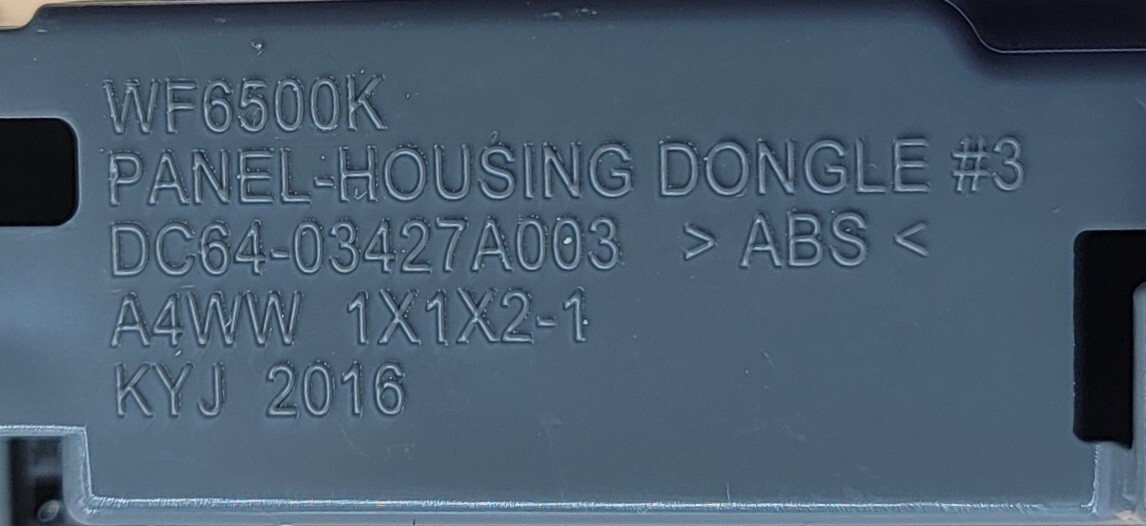 WF6500K
PANEL-HOUSING DONGLE #3
DC64-03427A003 > ABS <
A4WW 1X1X2-1
KYJ 2016